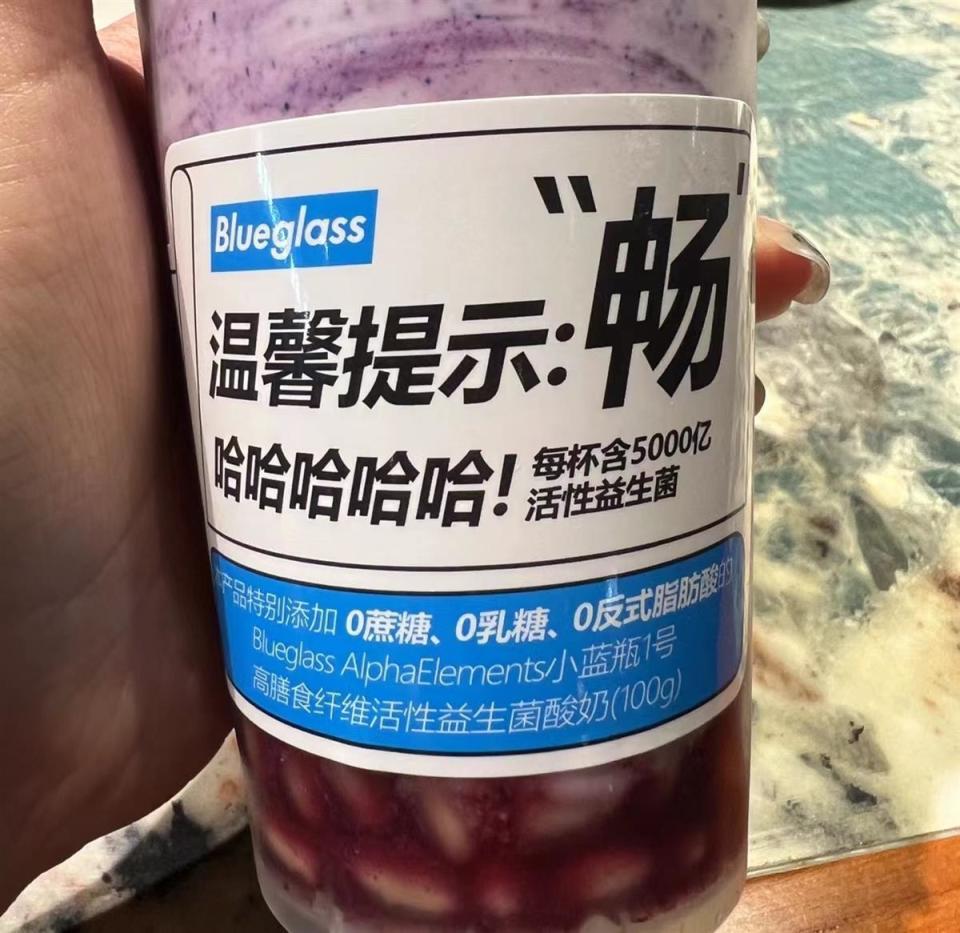 Blueglass
温馨提示:“畅
哈哈哈哈哈! 每杯含5000亿
活性益生菌
产品特别添加 0蔗糖、0乳糖、0反式脂肪酸的
Blueglass AlphaElements小蓝瓶1号
高膳食纤维活性益生菌酸奶(100g)